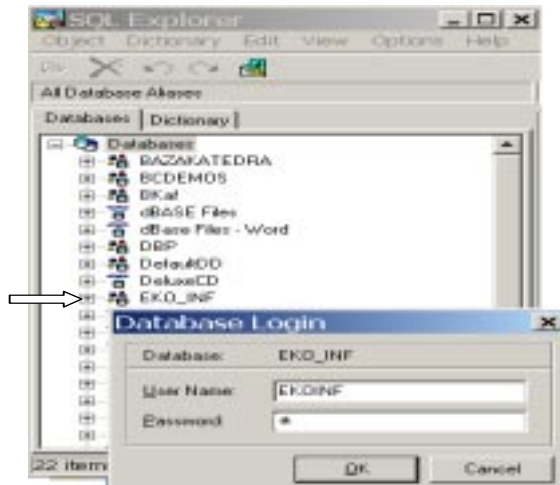 SQL Explorer
Object Dictionary Edit View Options Help
All Database Aliases
Databases Dictionary
Databases
BAZAKATEDRA
BCDEMOS
BKaf
dBASE Files
dBase Files - Word
DBP
DefaultDD
DeluxeCD
EKO_INF
Database Login
Database: EKO_INF
User Name: EKOINF
Password: *
22 item
OK Cancel